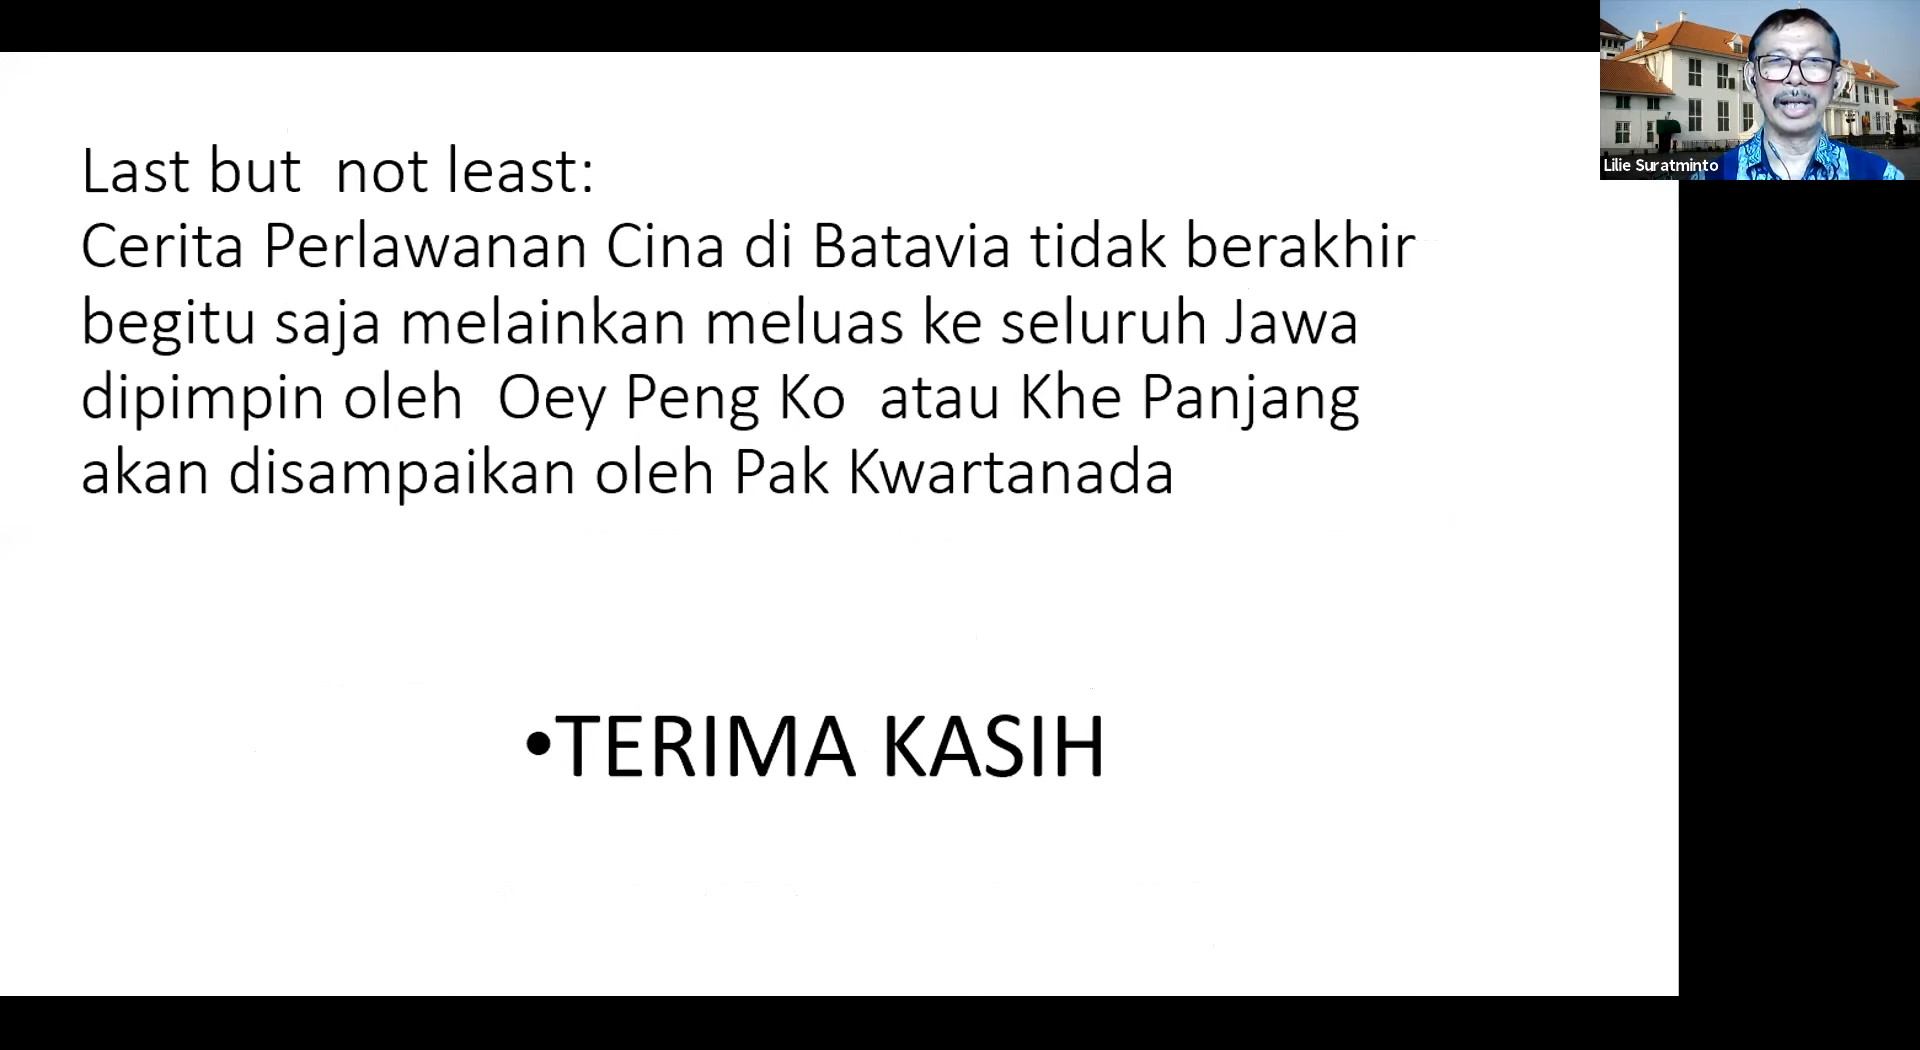 Last but  not least:
Cerita Perlawanan Cina di Batavia tidak berakhir
begitu saja melainkan meluas ke seluruh Jawa
dipimpin oleh  Oey Peng Ko  atau Khe Panjang
akan disampaikan oleh Pak Kwartanada
•TERIMA KASIH
Lilie Suratminto